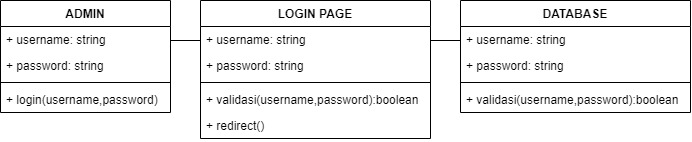 ADMIN
+ username: string
+ password: string
+ login(username,password)
LOGIN PAGE
+ username: string
+ password: string
+ validasi(username,password):boolean
+ redirect()
DATABASE
+ username: string
+ password: string
+ validasi(username,password):boolean